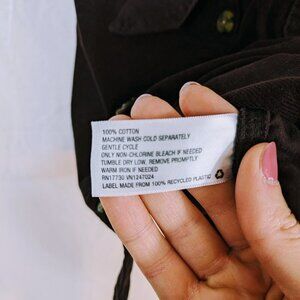 100% COTTON
MACHINE WASH COLD SEPARATELY
GENTLE CYCLE
ONLY NON-CHLORINE BLEACH IF NEEDED
TUMBLE DRY LOW, REMOVE PROMPTLY
WARM IRON IF NEEDED
RN17730 VN1247024
LABEL MADE FROM 100% RECYCLED PLASTIC